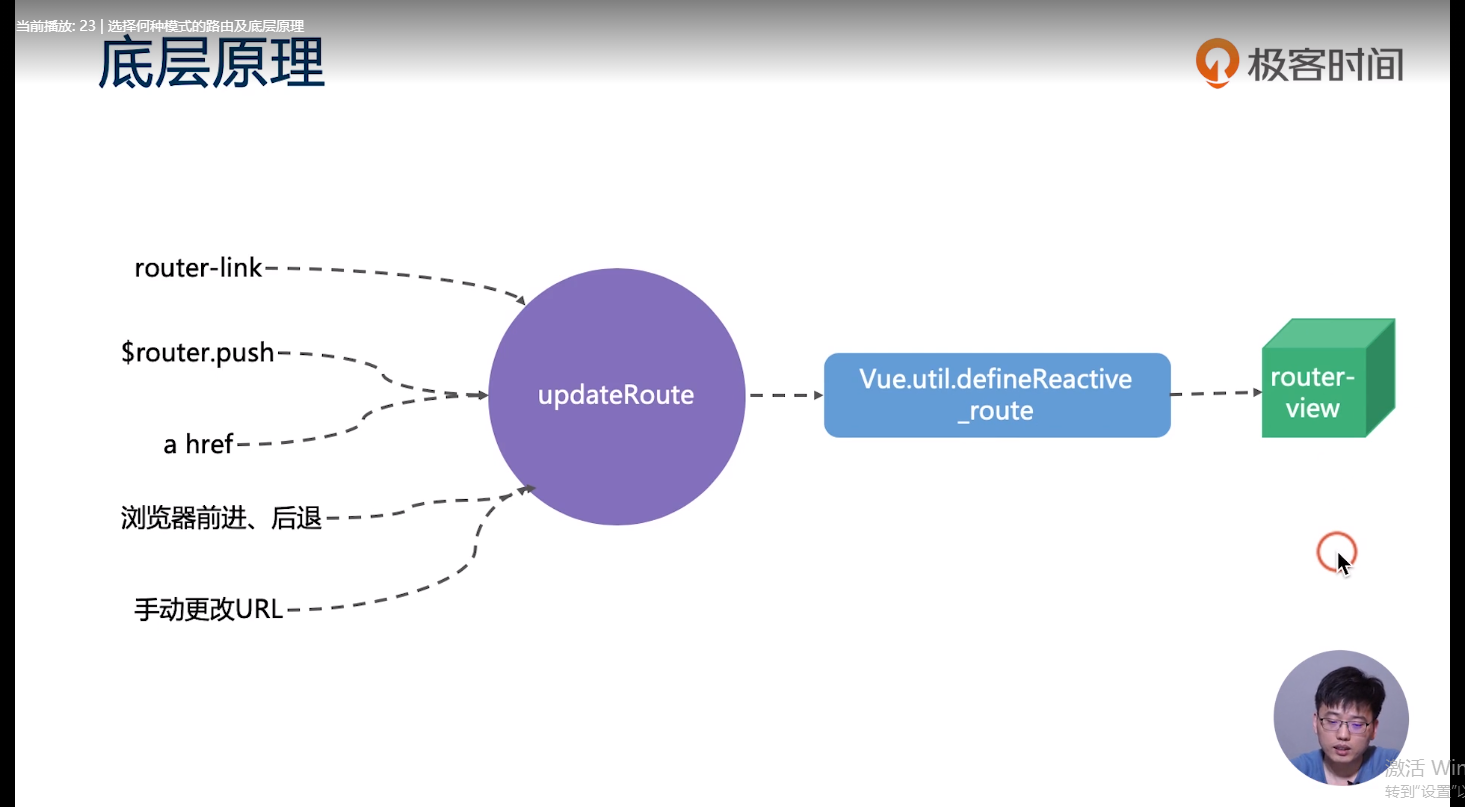 当前播放: 23 | 选择何种模式的路由及底层原理
底层原理
极客时间
router-link
$router.push
a href
浏览器前进、后退
手动更改URL
updateRoute
Vue.util.defineReactive
_route
router-
view
激活 Win
转到"设置"以